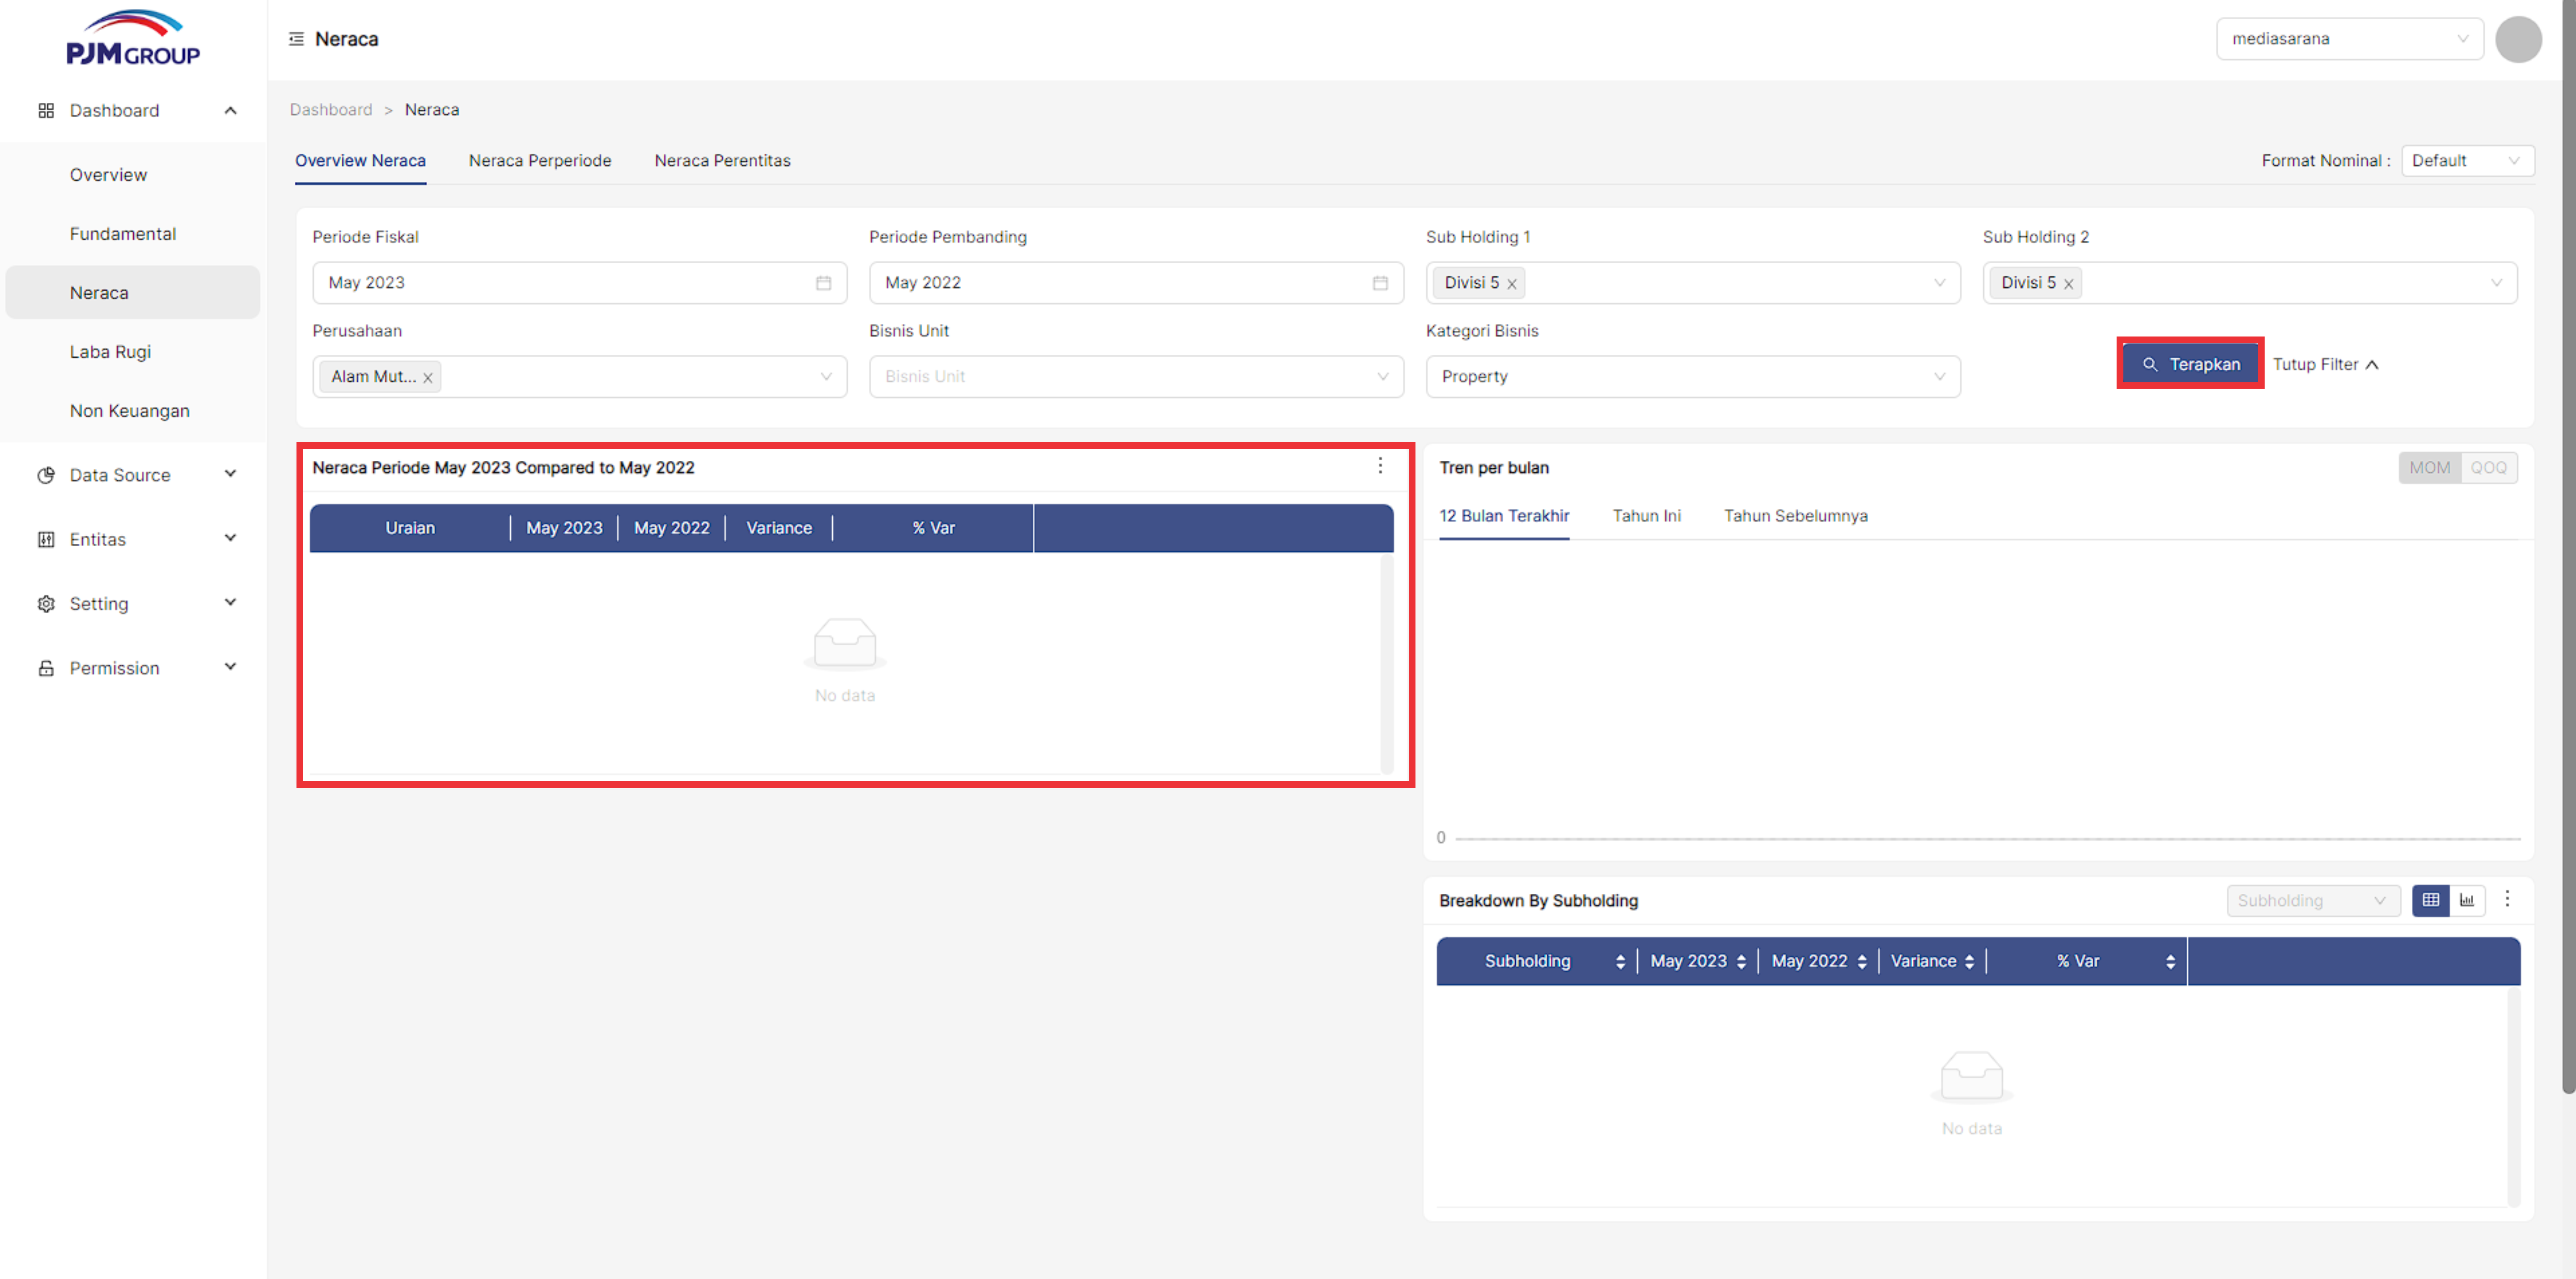 PJM GROUP
Dashboard
Overview
Fundamental
Neraca
Laba Rugi
Non Keuangan
Data Source
Entitas
Setting
Permission
Neraca
mediasarana
Dashboard > Neraca
Overview Neraca Neraca Perperiode Neraca Perentitas
Format Nominal : Default
Periode Fiskal Periode Pembanding Sub Holding 1 Sub Holding 2
May 2023 May 2022 Divisi 5 Divisi 5
Perusahaan Bisnis Unit Kategori Bisnis
Alam Mut... Bisnis Unit Property
Terapkan Tutup Filter
Neraca Periode May 2023 Compared to May 2022
Uraian May 2023 May 2022 Variance % Var
No data
Tren per bulan
MOM QOQ
12 Bulan Terakhir Tahun Ini Tahun Sebelumnya
0
Breakdown By Subholding
Subholding
Subholding May 2023 May 2022 Variance % Var
No data